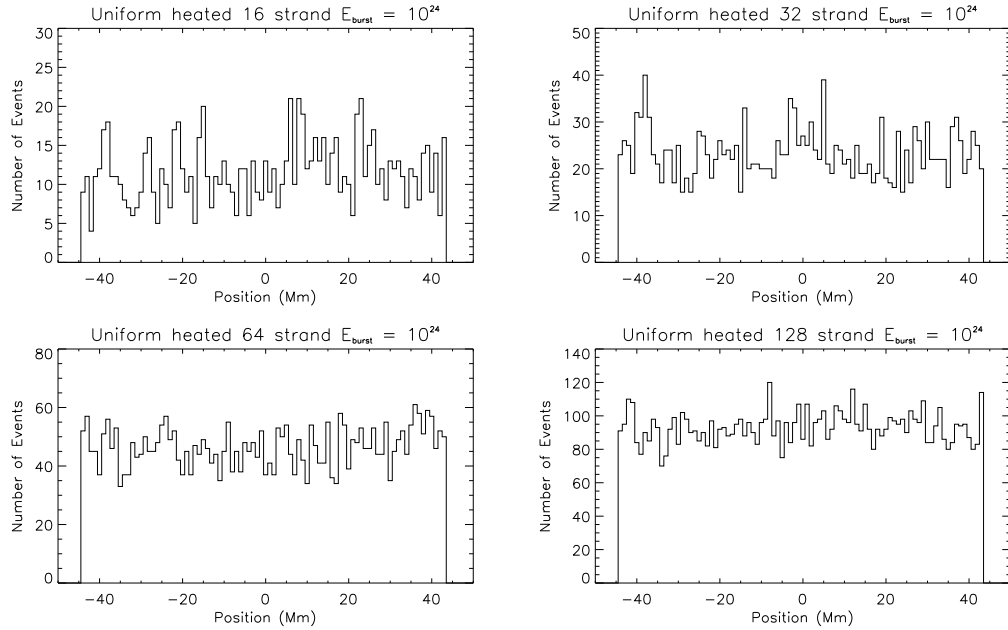 Uniform heated 16 strand E_burst = 10^24
30
25
20
15
10
5
0
Number of Events
−40 −20 0 20 40
Position (Mm)
Uniform heated 32 strand E_burst = 10^24
50
40
30
20
10
0
Number of Events
−40 −20 0 20 40
Position (Mm)
Uniform heated 64 strand E_burst = 10^24
80
60
40
20
0
Number of Events
−40 −20 0 20 40
Position (Mm)
Uniform heated 128 strand E_burst = 10^24
140
120
100
80
60
40
20
0
Number of Events
−40 −20 0 20 40
Position (Mm)